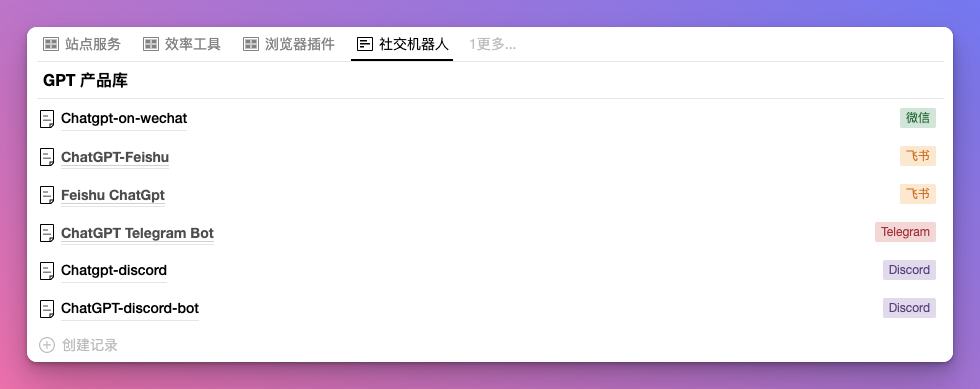 站点服务 效率工具 浏览器插件 社交机器人 1更多...
GPT 产品库
Chatgpt-on-wechat 微信
ChatGPT-Feishu 飞书
Feishu ChatGpt 飞书
ChatGPT Telegram Bot Telegram
Chatgpt-discord Discord
ChatGPT-discord-bot Discord
创建记录